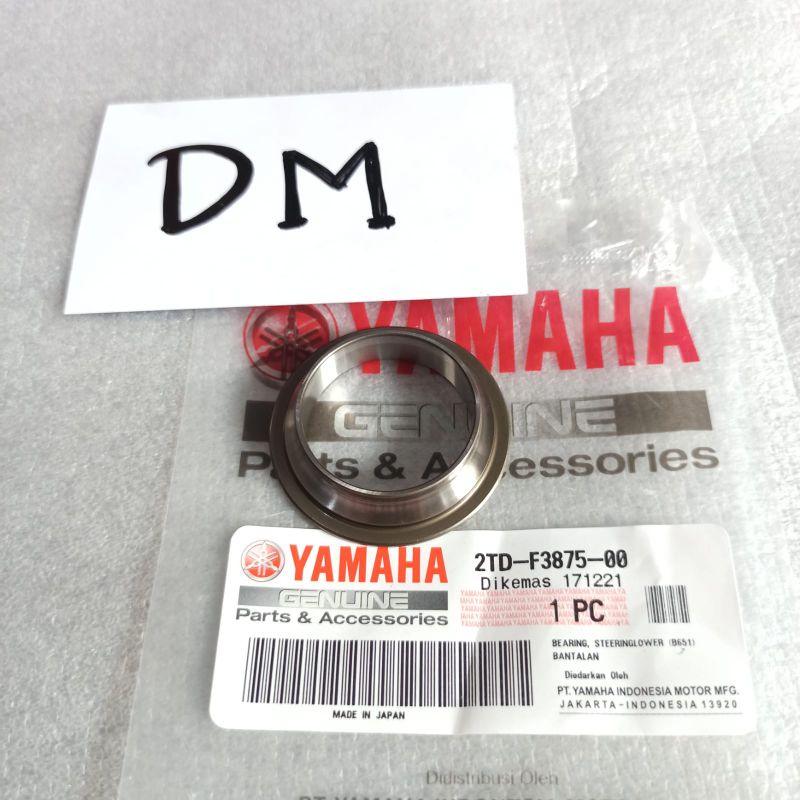 DM
YAMAHA
GENUINE
Parts & Accessories
YAMAHA
GENUINE
Parts & Accessories
2TD-F3875-00
Dikemas 171221
1 PC
BEARING, STEERINGLOWER (B651)
BANTALAN
Diedarkan Oleh
PT. YAMAHA INDONESIA MOTOR MFG.
JAKARTA-INDONESIA 13920
MADE IN JAPAN
Didistribusi Oleh